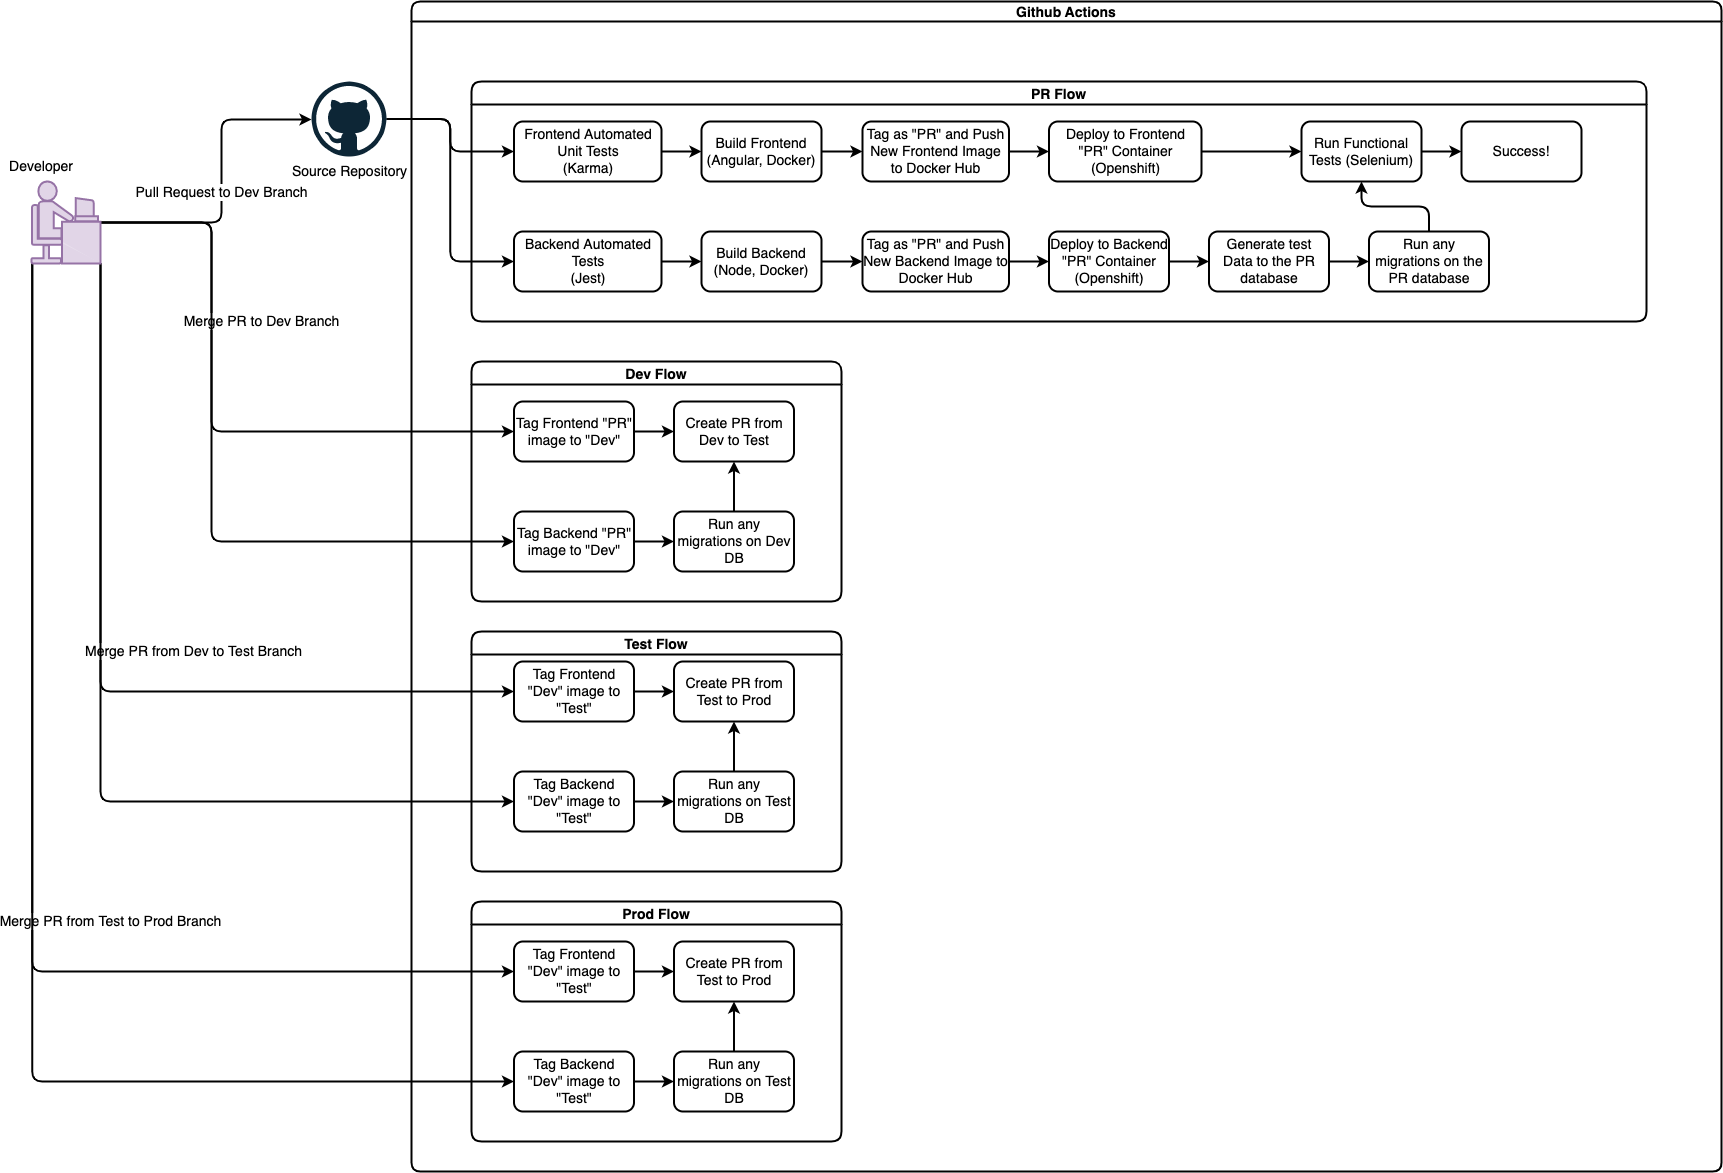 Github Actions
Developer
Pull Request to Dev Branch
Source Repository
Merge PR to Dev Branch
Merge PR from Dev to Test Branch
Merge PR from Test to Prod Branch
PR Flow
Frontend Automated
Unit Tests
(Karma)
Build Frontend
(Angular, Docker)
Tag as "PR" and Push
New Frontend Image
to Docker Hub
Deploy to Frontend
"PR" Container
(Openshift)
Run Functional
Tests (Selenium)
Success!
Backend Automated
Tests
(Jest)
Build Backend
(Node, Docker)
Tag as "PR" and Push
New Backend Image to
Docker Hub
Deploy to Backend
"PR" Container
(Openshift)
Generate test
Data to the PR
database
Run any
migrations on the
PR database
Dev Flow
Tag Frontend "PR"
image to "Dev"
Create PR from
Dev to Test
Tag Backend "PR"
image to "Dev"
Run any
migrations on Dev
DB
Test Flow
Tag Frontend
"Dev" image to
"Test"
Create PR from
Test to Prod
Tag Backend
"Dev" image to
"Test"
Run any
migrations on Test
DB
Prod Flow
Tag Frontend
"Dev" image to
"Test"
Create PR from
Test to Prod
Tag Backend
"Dev" image to
"Test"
Run any
migrations on Test
DB